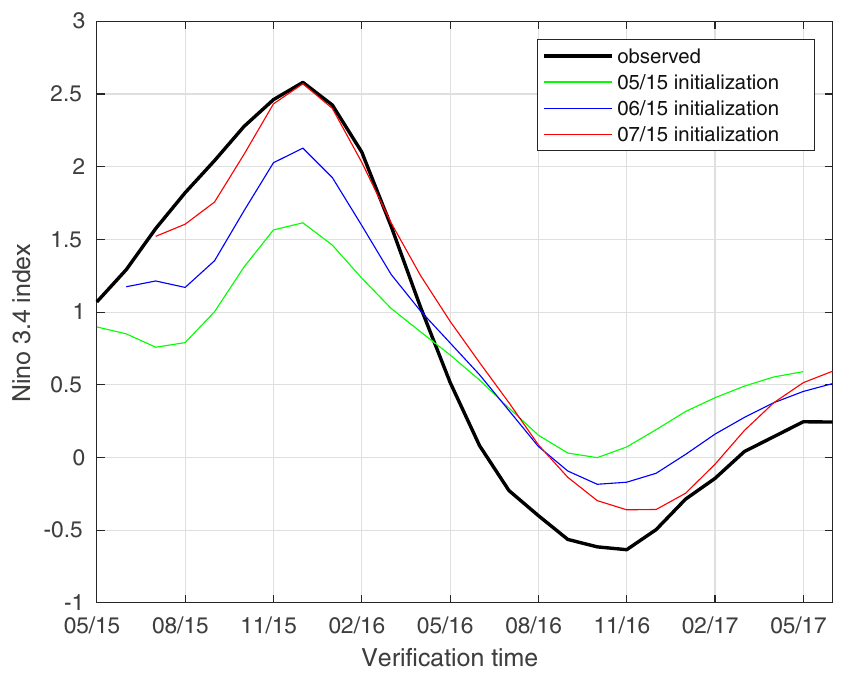 3
2.5
2
1.5
1
0.5
0
-0.5
-1
Nino 3.4 index
observed
05/15 initialization
06/15 initialization
07/15 initialization
05/15 08/15 11/15 02/16 05/16 08/16 11/16 02/17 05/17
Verification time